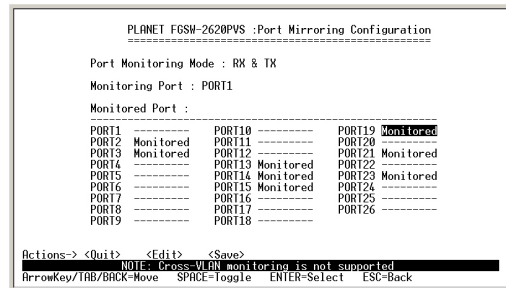 PLANET FGSW-2620PVS :Port Mirroring Configuration
==============================================
Port Monitoring Mode : RX & TX
Monitoring Port : PORT1
Monitored Port :
-----------------------------------------------------
PORT1 --------- PORT10 --------- PORT19 Monitored
PORT2 Monitored PORT11 --------- PORT20 ---------
PORT3 Monitored PORT12 --------- PORT21 Monitored
PORT4 --------- PORT13 Monitored PORT22 ---------
PORT5 --------- PORT14 Monitored PORT23 Monitored
PORT6 --------- PORT15 Monitored PORT24 ---------
PORT7 --------- PORT16 --------- PORT25 ---------
PORT8 --------- PORT17 --------- PORT26 ---------
PORT9 --------- PORT18 ---------
Actions-> <Quit> <Edit> <Save>
NOTE: Cross-VLAN monitoring is not supported
ArrowKey/TAB/BACK=Move SPACE=Toggle ENTER=Select ESC=Back